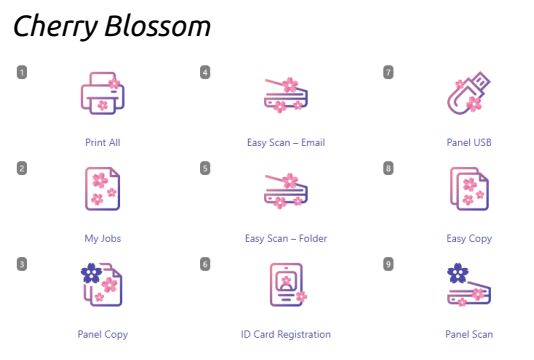 Cherry Blossom
1
Print All
4
Easy Scan – Email
7
Panel USB
2
My Jobs
5
Easy Scan – Folder
8
Easy Copy
3
Panel Copy
6
ID Card Registration
9
Panel Scan